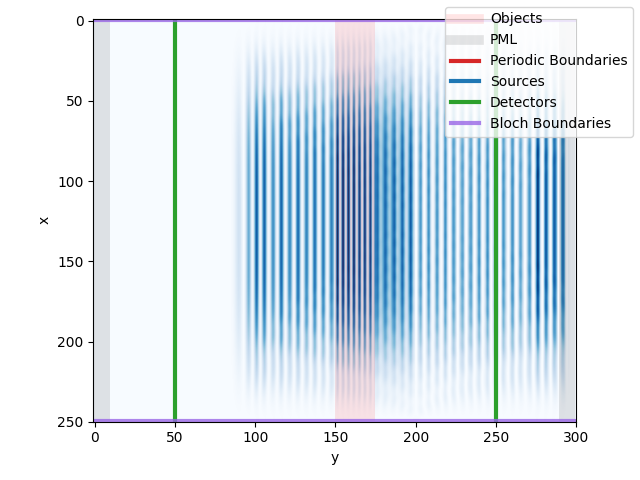 Objects
PML
Periodic Boundaries
Sources
Detectors
Bloch Boundaries
0
50
100
150
200
250
x
0 50 100 150 200 250 300
y